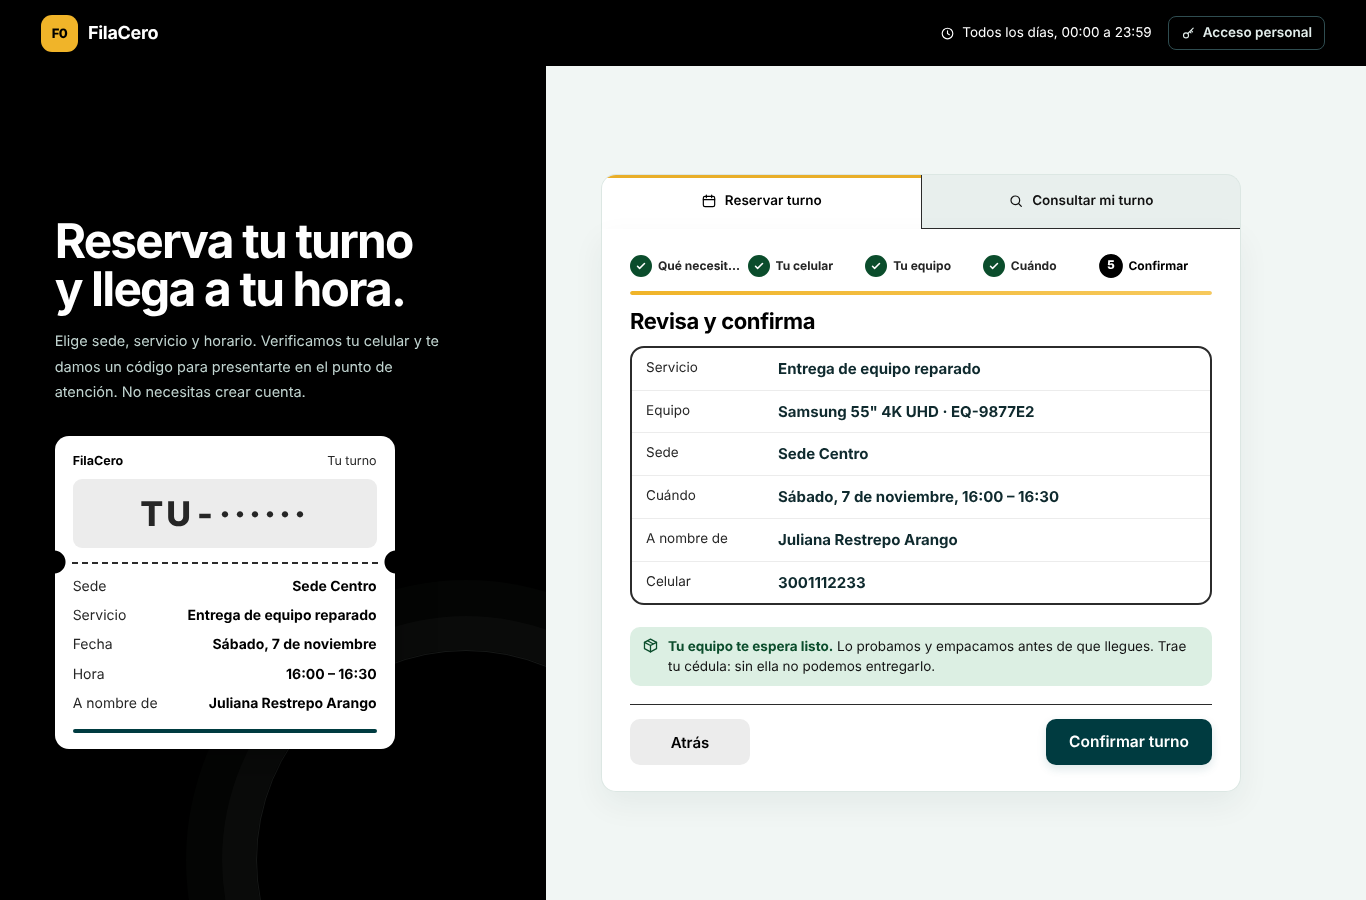 F0 FilaCero
Todos los días, 00:00 a 23:59
Acceso personal
Reserva tu turno
y llega a tu hora.
Elige sede, servicio y horario. Verificamos tu celular y te
damos un código para presentarte en el punto de
atención. No necesitas crear cuenta.
FilaCero Tu turno
TU-······
Sede Sede Centro
Servicio Entrega de equipo reparado
Fecha Sábado, 7 de noviembre
Hora 16:00 – 16:30
A nombre de Juliana Restrepo Arango
Reservar turno
Consultar mi turno
Qué necesit... Tu celular Tu equipo Cuándo 5 Confirmar
Revisa y confirma
Servicio Entrega de equipo reparado
Equipo Samsung 55" 4K UHD · EQ-9877E2
Sede Sede Centro
Cuándo Sábado, 7 de noviembre, 16:00 – 16:30
A nombre de Juliana Restrepo Arango
Celular 3001112233
Tu equipo te espera listo. Lo probamos y empacamos antes de que llegues. Trae
tu cédula: sin ella no podemos entregarlo.
Atrás
Confirmar turno